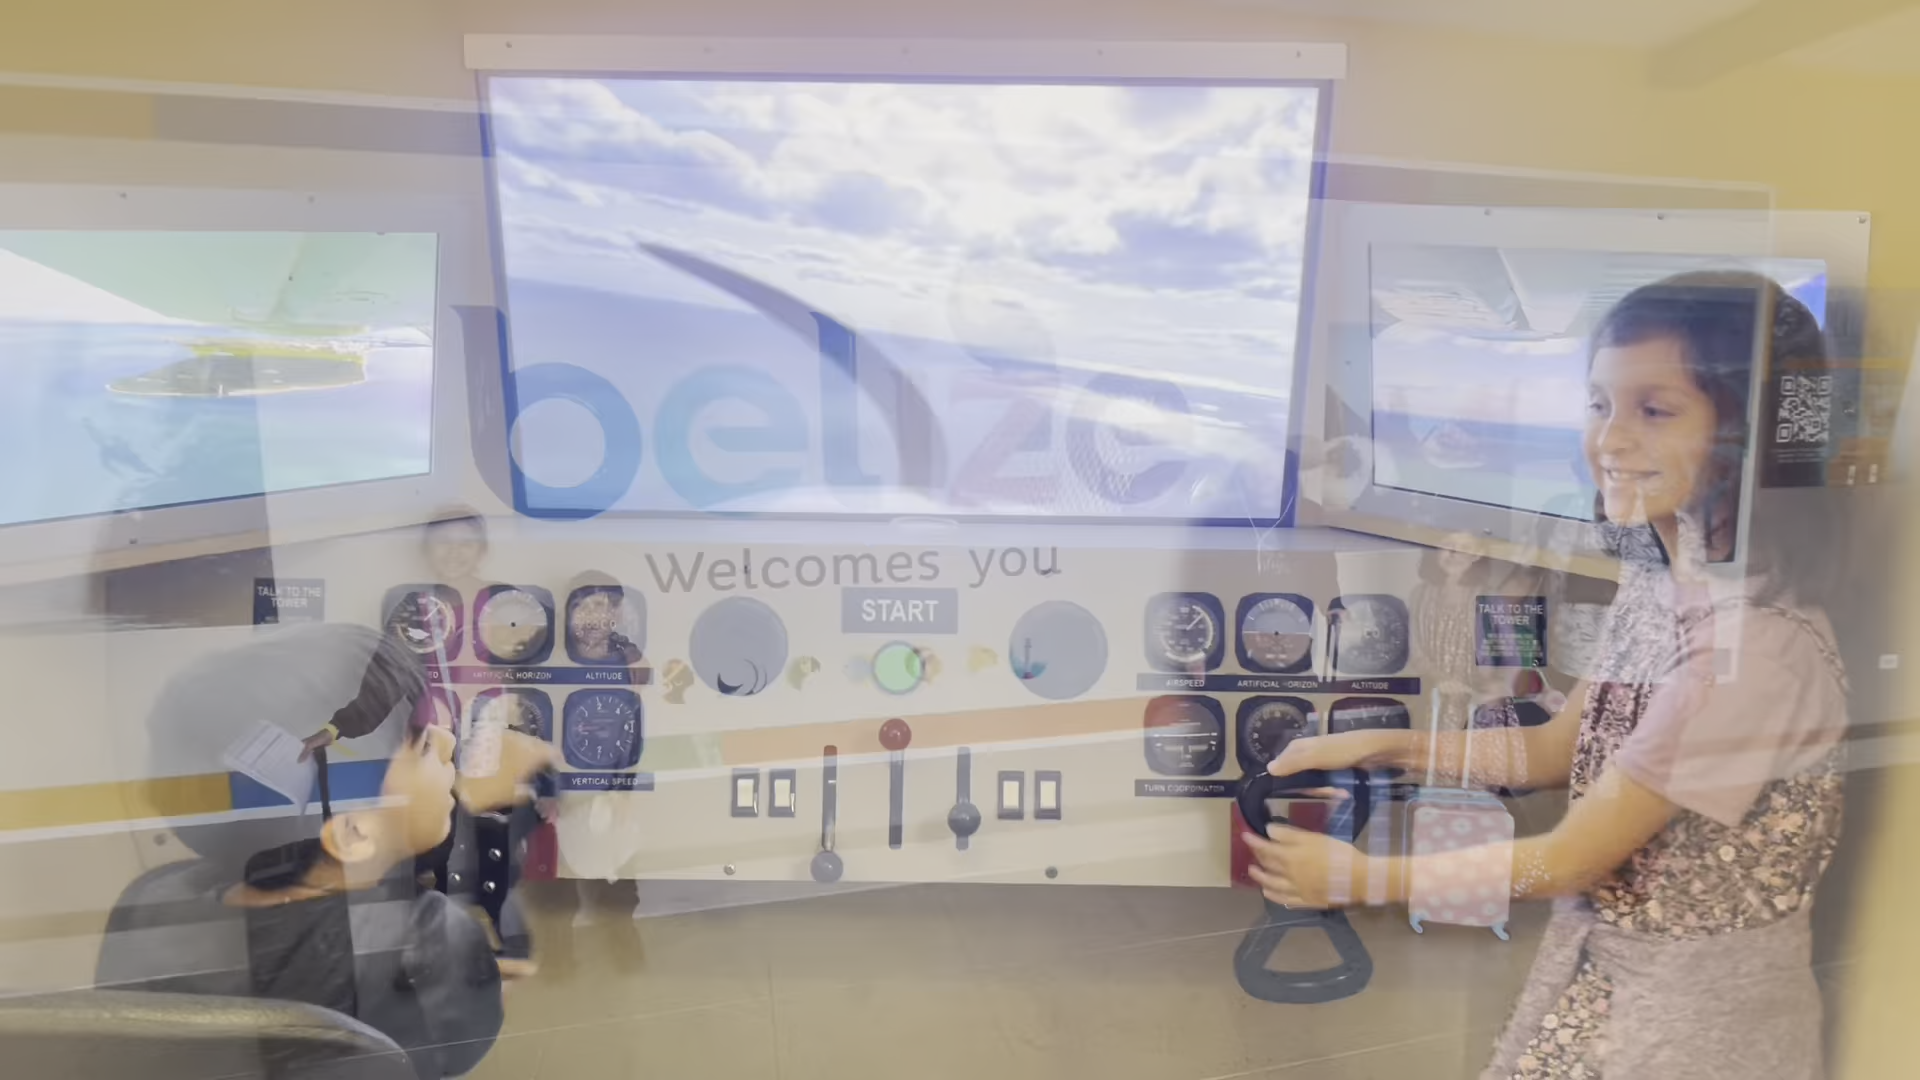 belize
Welcomes you
START
TALK TO THE
TOWER
TALK TO THE
TOWER
ARTIFICIAL HORIZON
ALTITUDE
AIRSPEED
ARTIFICIAL HORIZON
ALTITUDE
VERTICAL SPEED
TURN COORDINATOR